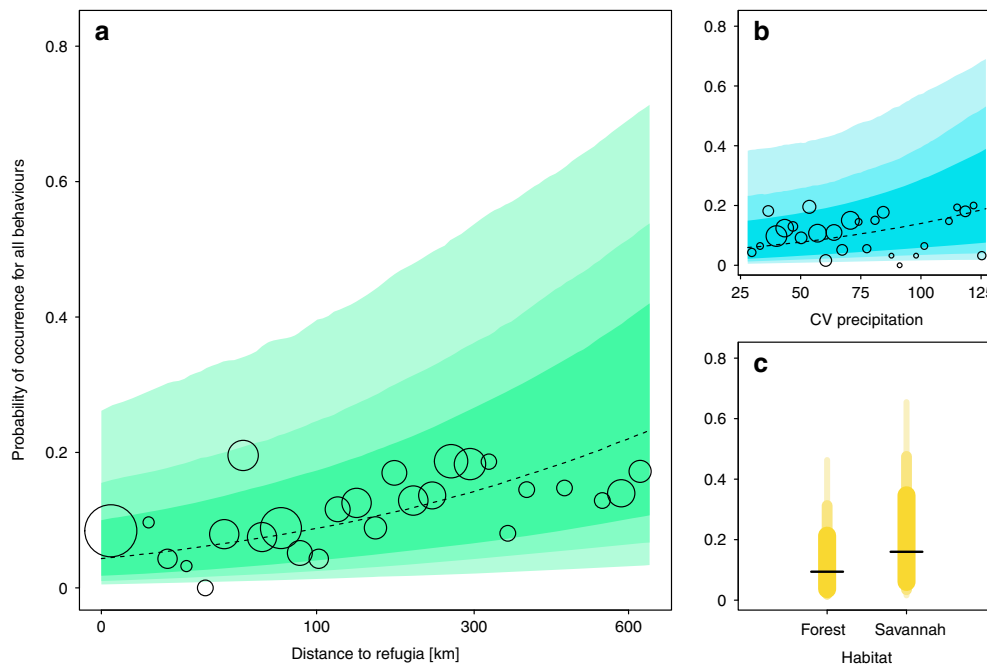 a
Probability of occurrence for all behaviours
0.8
0.6
0.4
0.2
0
0 100 300 600
Distance to refugia [km]
b
0.8
0.6
0.4
0.2
0
25 50 75 100 125
CV precipitation
c
0.8
0.6
0.4
0.2
0
Forest Savannah
Habitat